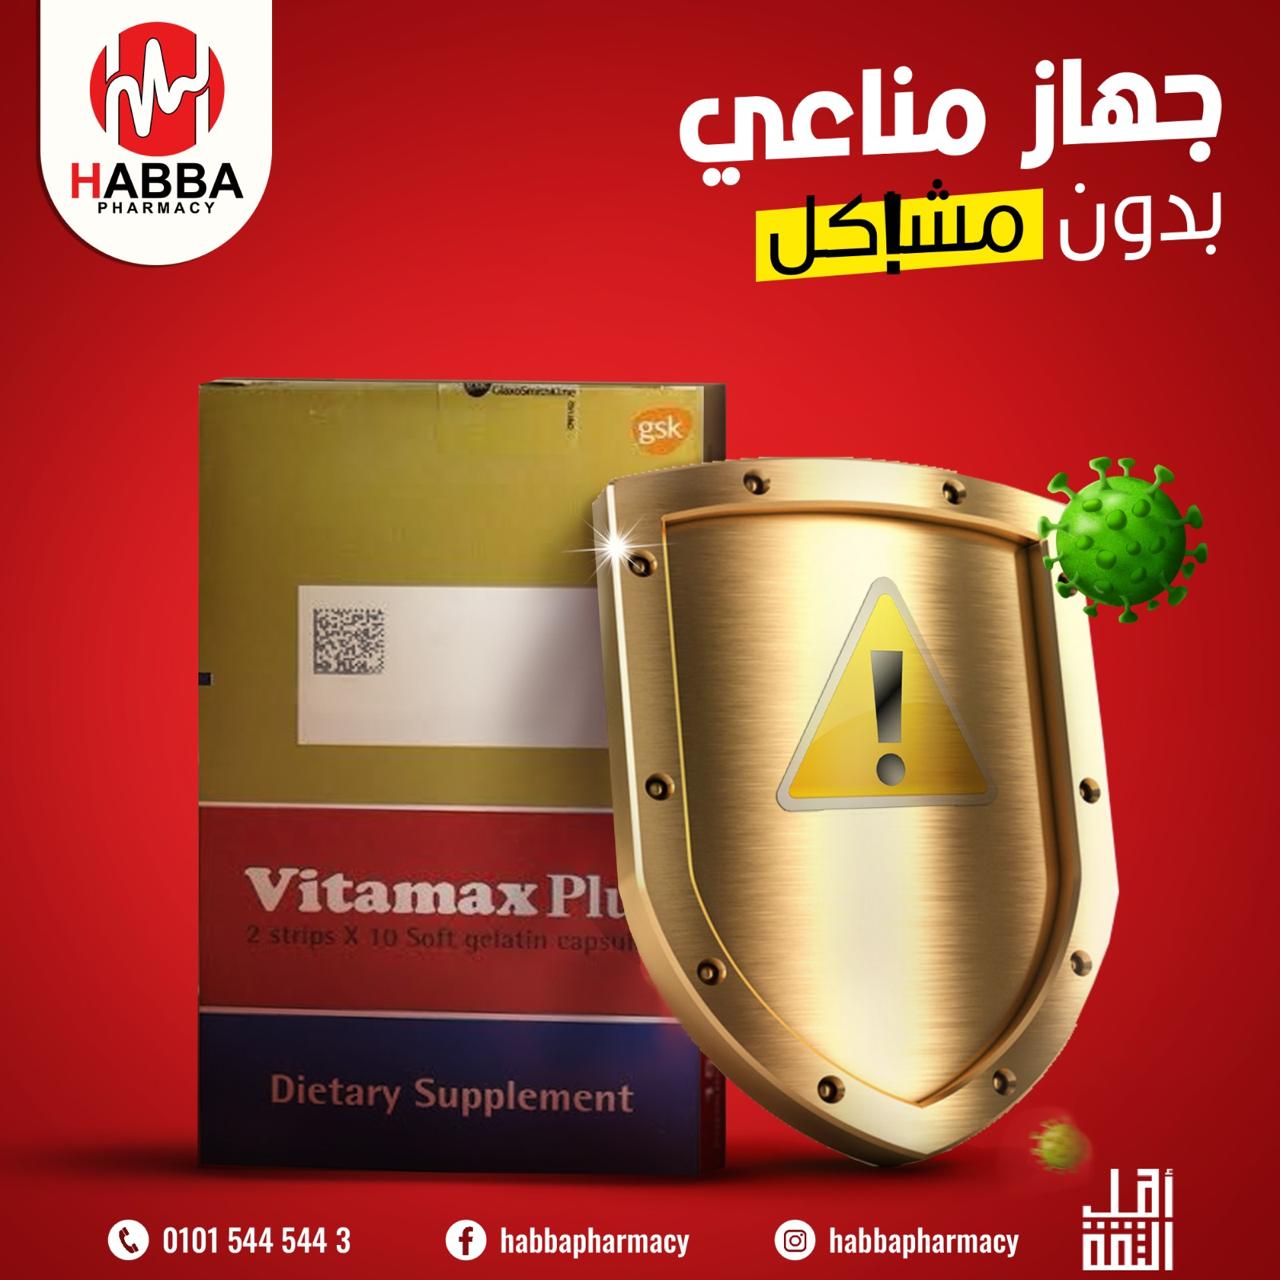 HABBA
PHARMACY
جهاز مناعي
بدون مشاكل
GlaxoSmithKline
gsk
Vitamax Plu
2 strips X 10 Soft gelatin capsul
Dietary Supplement
0101 544 544 3
habbapharmacy
habbapharmacy
أهل
الثقة